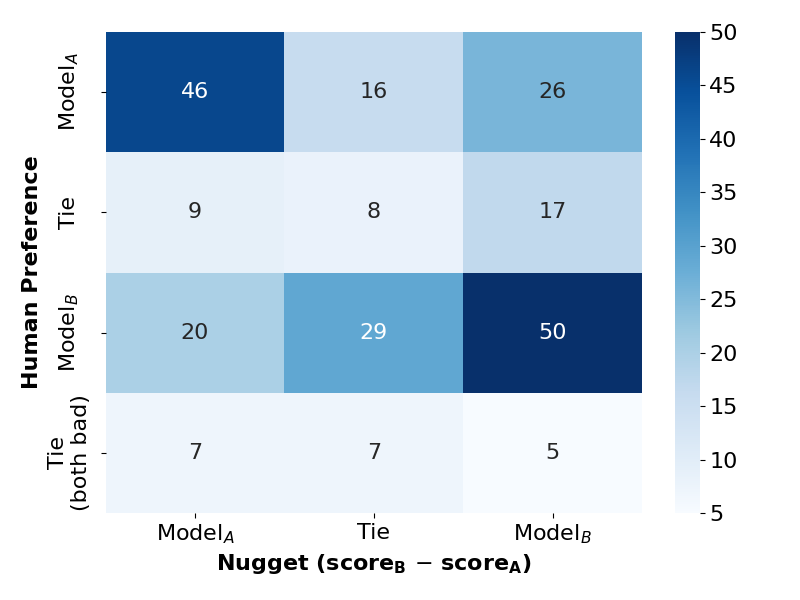 Human Preference
Model_A
46 16 26
Tie
9 8 17
Model_B
20 29 50
Tie
(both bad)
7 7 5
Model_A Tie Model_B
Nugget (score_B − score_A)
50
45
40
35
30
25
20
15
10
5